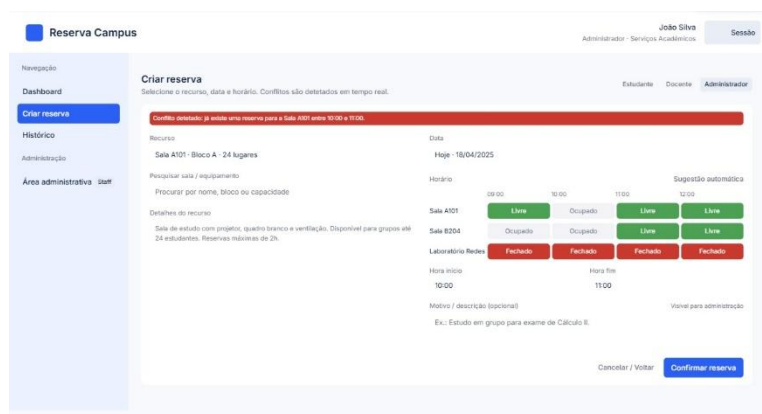 Reserva Campus
João Silva
Administrador - Serviços Académicos
Sessão
Navegação
Dashboard
Criar reserva
Histórico
Administração
Área administrativa Staff
Criar reserva
Selecione o recurso, data e horário. Conflitos são detetados em tempo real.
Estudante Docente Administrador
Conflito detetado: já existe uma reserva para a Sala A101 entre 10:00 e 11:00.
Recurso
Sala A101 - Bloco A - 24 lugares
Pesquisar sala / equipamento
Procurar por nome, bloco ou capacidade
Detalhes do recurso
Sala de estudo com projetor, quadro branco e ventilação. Disponível para grupos até
24 estudantes. Reservas máximas de 2h.
Data
Hoje - 18/04/2025
Horário Sugestão automática
09:00 10:00 11:00 12:00
Sala A101 Livre Ocupado Livre Livre
Sala B204 Ocupado Ocupado Livre Livre
Laboratório Redes Fechado Fechado Fechado Fechado
Hora início Hora fim
10:00 11:00
Motivo / descrição (opcional) Visível para administração
Ex.: Estudo em grupo para exame de Cálculo II.
Cancelar / Voltar Confirmar reserva